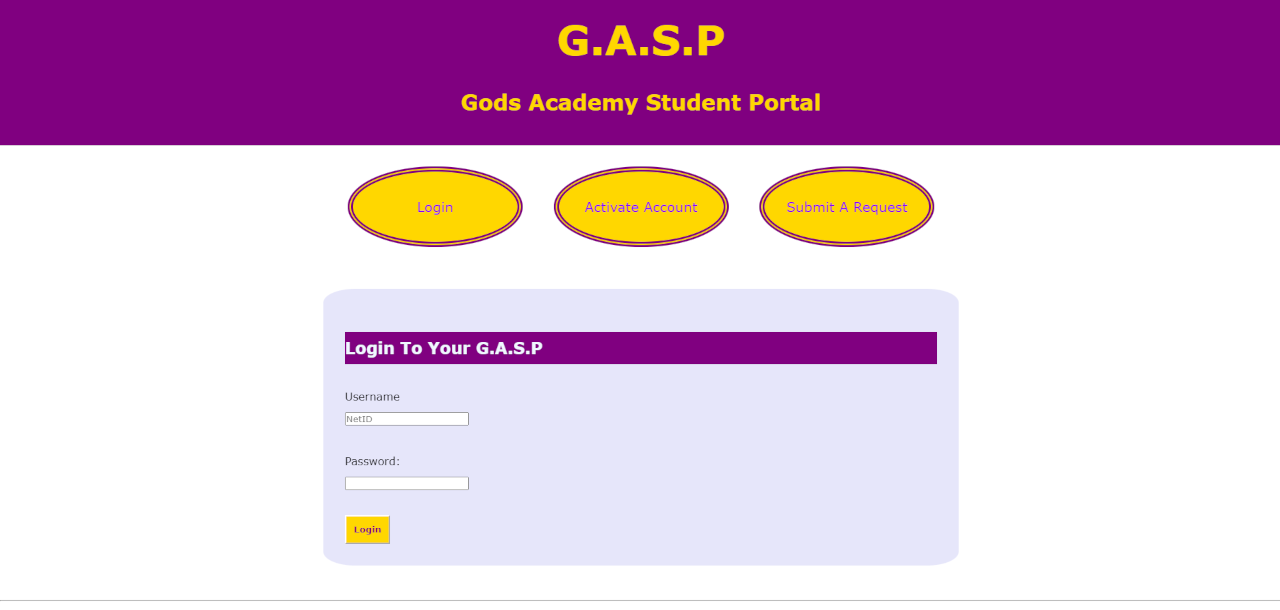 G.A.S.P
Gods Academy Student Portal
Login
Activate Account
Submit A Request
Login To Your G.A.S.P
Username
NetID
Password:
Login